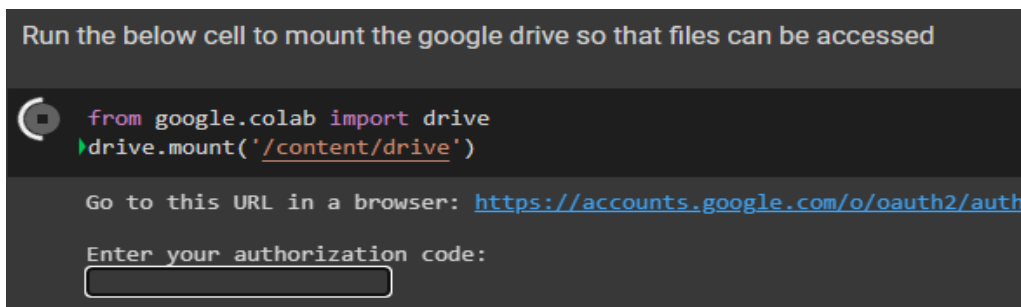 Run the below cell to mount the google drive so that files can be accessed
from google.colab import drive
drive.mount('/content/drive')
Go to this URL in a browser: https://accounts.google.com/o/oauth2/auth
Enter your authorization code: